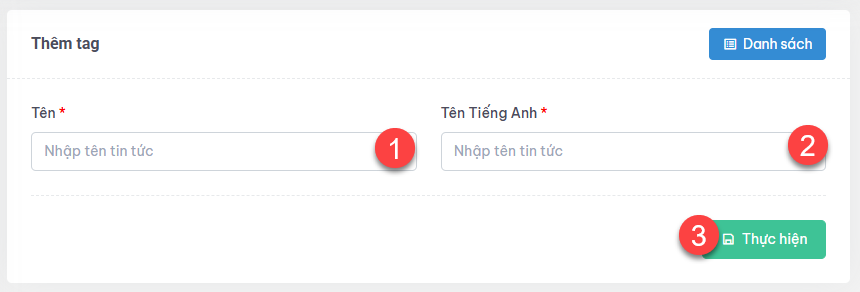 Thêm tag
Danh sách
Tên *
Tên Tiếng Anh *
Nhập tên tin tức
1
Nhập tên tin tức
2
3
Thực hiện